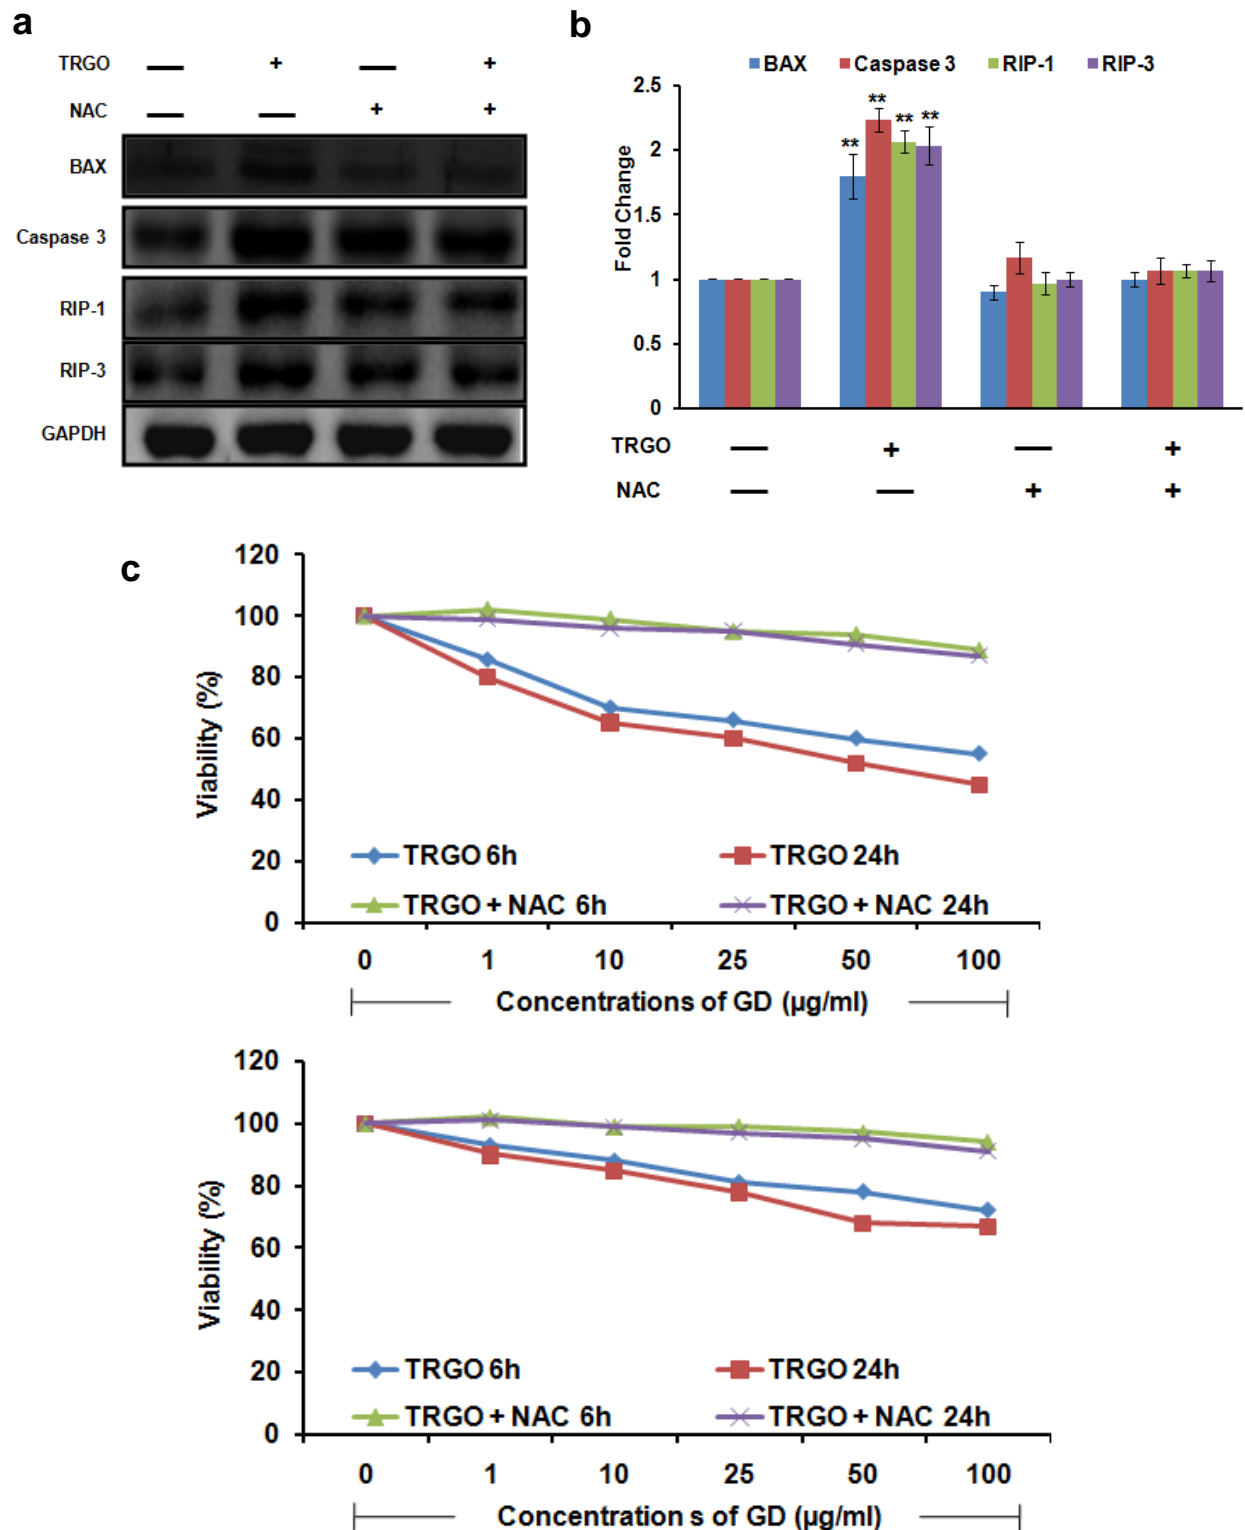 a
TRGO — + — +
NAC — — + +
BAX
Caspase 3
RIP-1
RIP-3
GAPDH
b
BAX Caspase 3 RIP-1 RIP-3
Fold Change
2.5
2
1.5
1
0.5
0
** ** ** **
TRGO — + — +
NAC — — + +
c
Viability (%)
120
100
80
60
40
20
0
TRGO 6h TRGO 24h
TRGO + NAC 6h TRGO + NAC 24h
0 1 10 25 50 100
Concentrations of GD (µg/ml)
Viability (%)
120
100
80
60
40
20
0
TRGO 6h TRGO 24h
TRGO + NAC 6h TRGO + NAC 24h
0 1 10 25 50 100
Concentration s of GD (µg/ml)